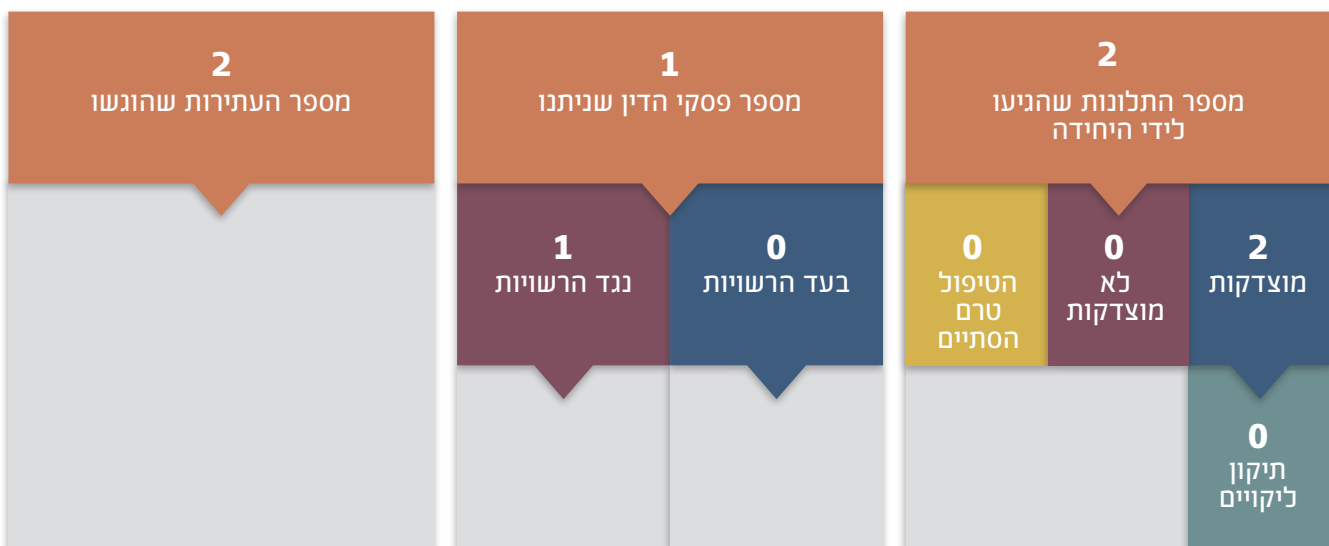 2
מספר התלונות שהגיעו
לידי היחידה
2
מוצדקות
0
לא
מוצדקות
0
הטיפול
טרם
הסתיים
0
תיקון
ליקויים
1
מספר פסקי הדין שניתנו
0
בעד הרשויות
1
נגד הרשויות
2
מספר העתירות שהוגשו